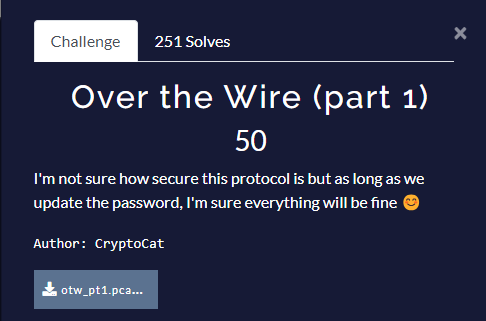 Challenge 251 Solves
Over the Wire (part 1)
50
I'm not sure how secure this protocol is but as long as we
update the password, I'm sure everything will be fine 😊
Author: CryptoCat
otw_pt1.pca...